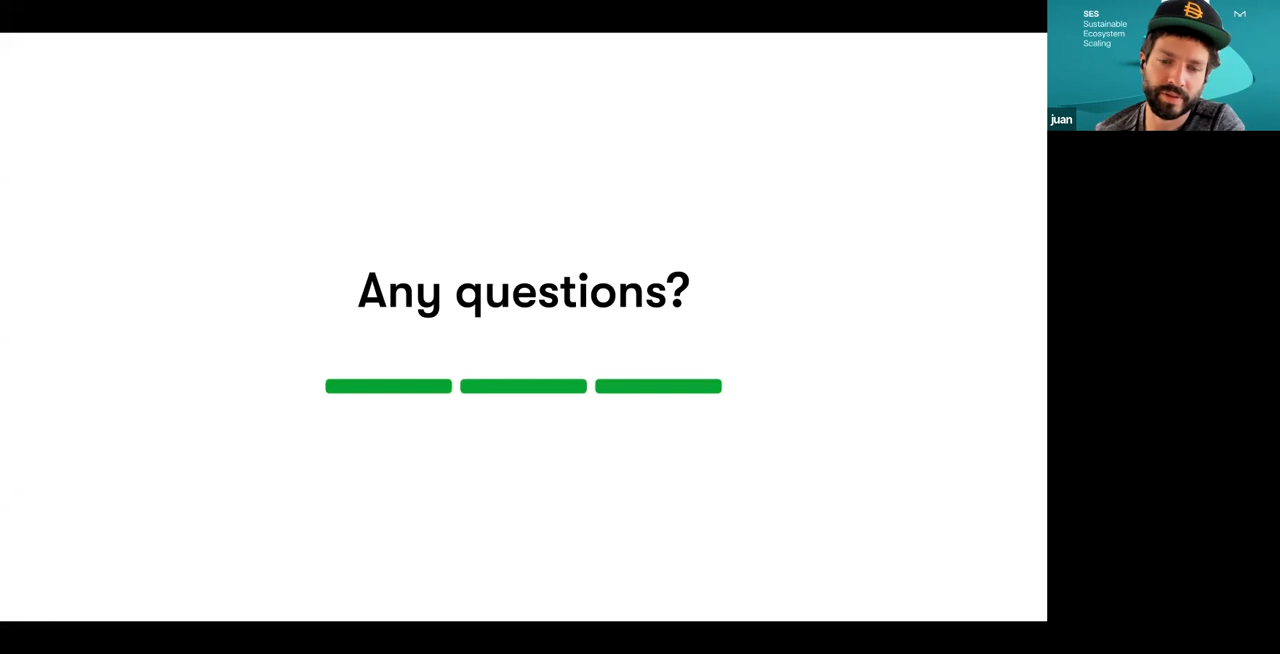 SES
Sustainable
Ecosystem
Scaling
juan
Any questions?